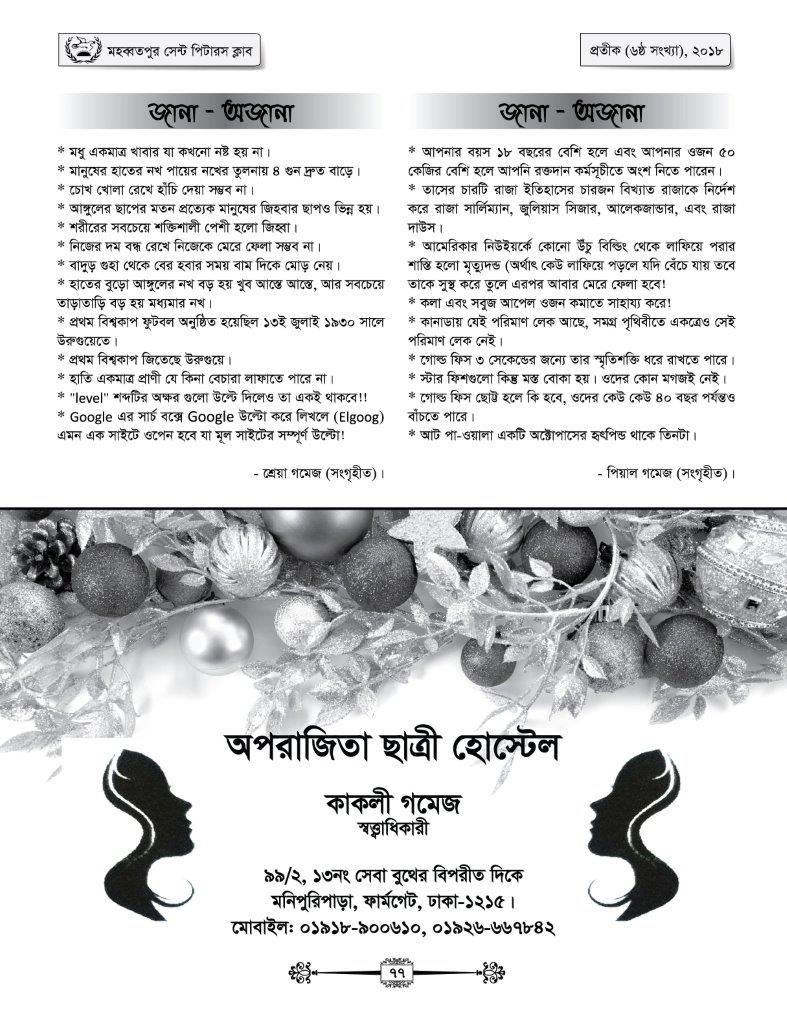 মহব্বতপুর সেন্ট পিটারস ক্লাব
প্রতীক (৬ষ্ঠ সংখ্যা), ২০১৮
জানা - অজানা
* মধু একমাত্র খাবার যা কখনো নষ্ট হয় না।
* মানুষের হাতের নখ পায়ের নখের তুলনায় ৪ গুন দ্রুত বাড়ে।
* চোখ খোলা রেখে হাঁচি দেয়া সম্ভব না।
* আঙ্গুলের ছাপের মতন প্রত্যেক মানুষের জিহবার ছাপও ভিন্ন হয়।
* শরীরের সবচেয়ে শক্তিশালী পেশী হলো জিহ্বা।
* নিজের দম বন্ধ রেখে নিজেকে মেরে ফেলা সম্ভব না।
* বাদুড় গুহা থেকে বের হবার সময় বাম দিকে মোড় নেয়।
* হাতের বুড়ো আঙ্গুলের নখ বড় হয় খুব আস্তে আস্তে, আর সবচেয়ে
তাড়াতাড়ি বড় হয় মধ্যমার নখ।
* প্রথম বিশ্বকাপ ফুটবল অনুষ্ঠিত হয়েছিল ১৩ই জুলাই ১৯৩০ সালে
উরুগুয়েতে।
* প্রথম বিশ্বকাপ জিতেছে উরুগুয়ে।
* হাতি একমাত্র প্রাণী যে কিনা বেচারা লাফাতে পারে না।
* "level" শব্দটির অক্ষর গুলো উল্টে দিলেও তা একই থাকবে!!
* Google এর সার্চ বক্সে Google উল্টো করে লিখলে (Elgoog)
এমন এক সাইটে ওপেন হবে যা মূল সাইটের সম্পূর্ণ উল্টো!
- শ্রেয়া গমেজ (সংগৃহীত)।
জানা - অজানা
* আপনার বয়স ১৮ বছরের বেশি হলে এবং আপনার ওজন ৫০
কেজির বেশি হলে আপনি রক্তদান কর্মসূচীতে অংশ নিতে পারেন।
* তাসের চারটি রাজা ইতিহাসের চারজন বিখ্যাত রাজাকে নির্দেশ
করে রাজা সার্লিম্যান, জুলিয়াস সিজার, আলেকজান্ডার, এবং রাজা
দাউস।
* আমেরিকার নিউইয়র্কে কোনো উঁচু বিল্ডিং থেকে লাফিয়ে পরার
শাস্তি হলো মৃত্যুদন্ড (অর্থাৎ কেউ লাফিয়ে পড়লে যদি বেঁচে যায় তবে
তাকে সুস্থ করে তুলে এরপর আবার মেরে ফেলা হবে!
* কলা এবং সবুজ আপেল ওজন কমাতে সাহায্য করে!
* কানাডায় যেই পরিমাণ লেক আছে, সমগ্র পৃথিবীতে একত্রেও সেই
পরিমাণ লেক নেই।
* গোল্ড ফিস ৩ সেকেন্ডের জন্যে তার স্মৃতিশক্তি ধরে রাখতে পারে।
* স্টার ফিশগুলো কিন্তু মস্ত বোকা হয়। ওদের কোন মগজই নেই।
* গোল্ড ফিস ছোট্ট হলে কি হবে, ওদের কেউ কেউ ৪০ বছর পর্যন্তও
বাঁচতে পারে।
* আট পা-ওয়ালা একটি অক্টোপাসের হৃৎপিন্ড থাকে তিনটা।
- পিয়াল গমেজ (সংগৃহীত)।
অপরাজিতা ছাত্রী হোস্টেল
কাকলী গমেজ
স্বত্ত্বাধিকারী
৯৯/২, ১৩নং সেবা বুথের বিপরীত দিকে
মনিপুরিপাড়া, ফার্মগেট, ঢাকা-১২১৫।
মোবাইল: ০১৯১৮-৯০০৬১০, ০১৯২৬-৬৬৭৮৪২
৭৭